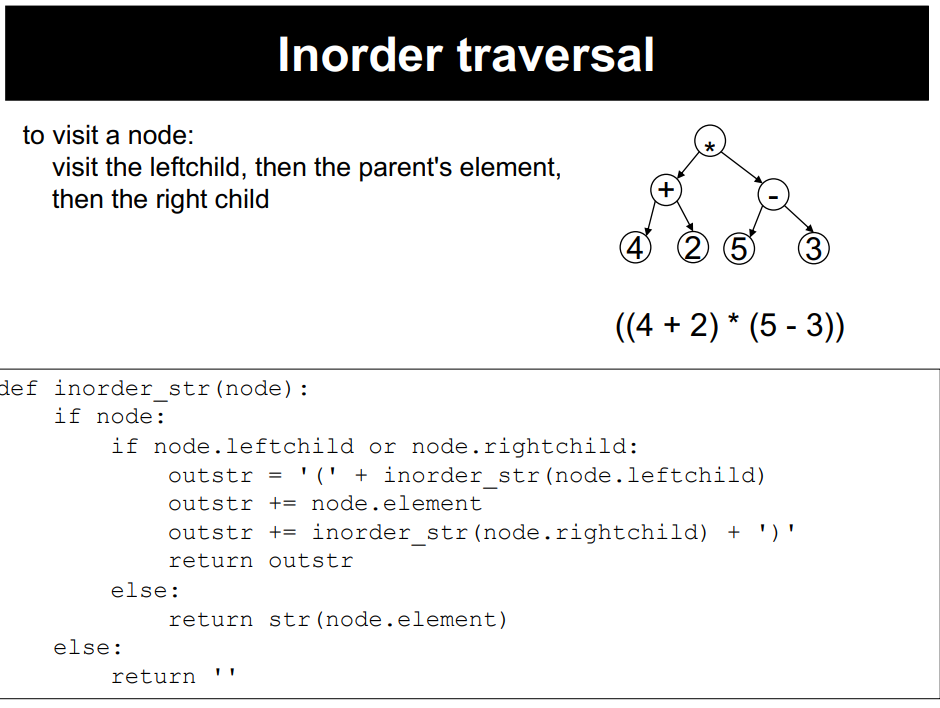 Inorder traversal
to visit a node:
visit the leftchild, then the parent's element,
then the right child
*
+ -
4 2 5 3
((4 + 2) * (5 - 3))
def inorder_str(node):
    if node:
        if node.leftchild or node.rightchild:
            outstr = '(' + inorder_str(node.leftchild)
            outstr += node.element
            outstr += inorder_str(node.rightchild) + ')'
            return outstr
        else:
            return str(node.element)
    else:
        return ''